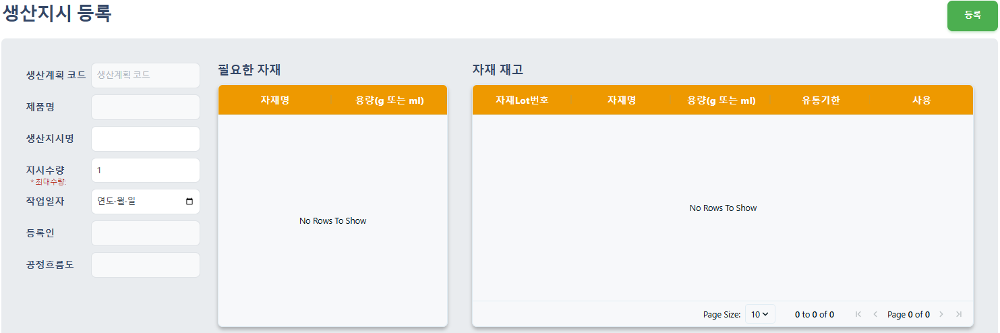 생산지시 등록
등록
생산계획 코드
생산계획 코드
제품명
생산지시명
지시수량
1
* 최대수량:
작업일자
연도-월-일
등록인
공정흐름도
필요한 자재
자재명 용량(g 또는 ml)
No Rows To Show
자재 재고
자재Lot번호 자재명 용량(g 또는 ml) 유통기한 사용
No Rows To Show
Page Size: 10 0 to 0 of 0 Page 0 of 0